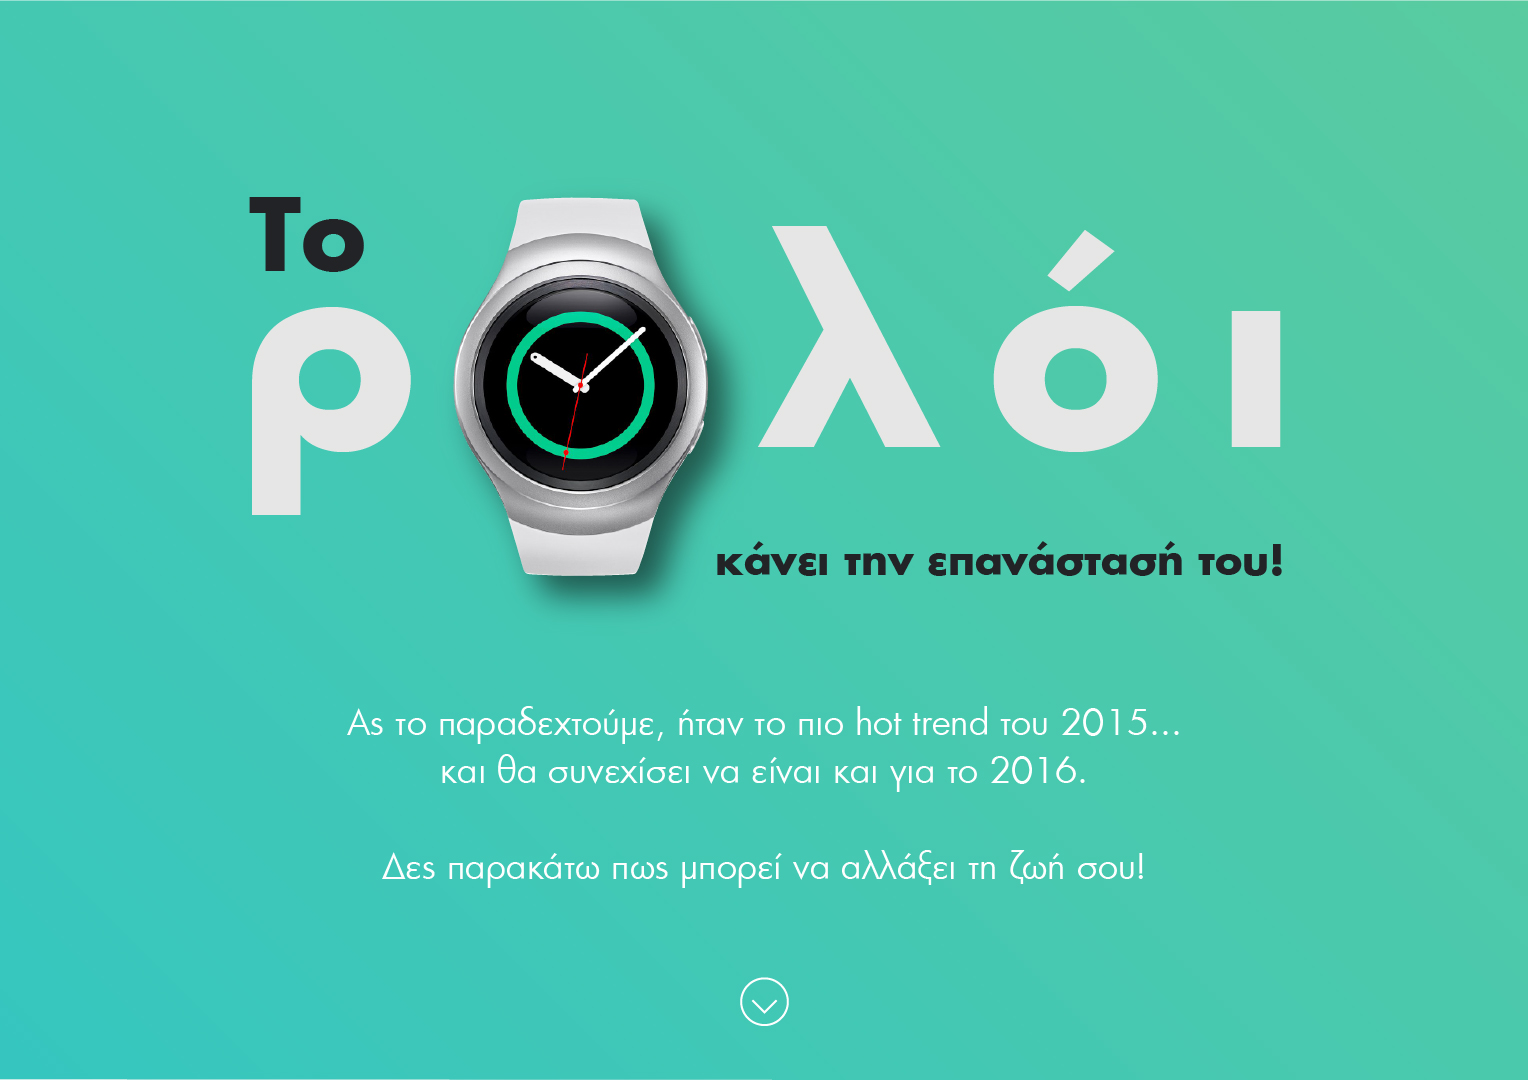 Το
ρολόι
κάνει την επανάστασή του!
Ας το παραδεχτούμε, ήταν το πιο hot trend του 2015...
και θα συνεχίσει να είναι και για το 2016.
Δες παρακάτω πως μπορεί να αλλάξει τη ζωή σου!